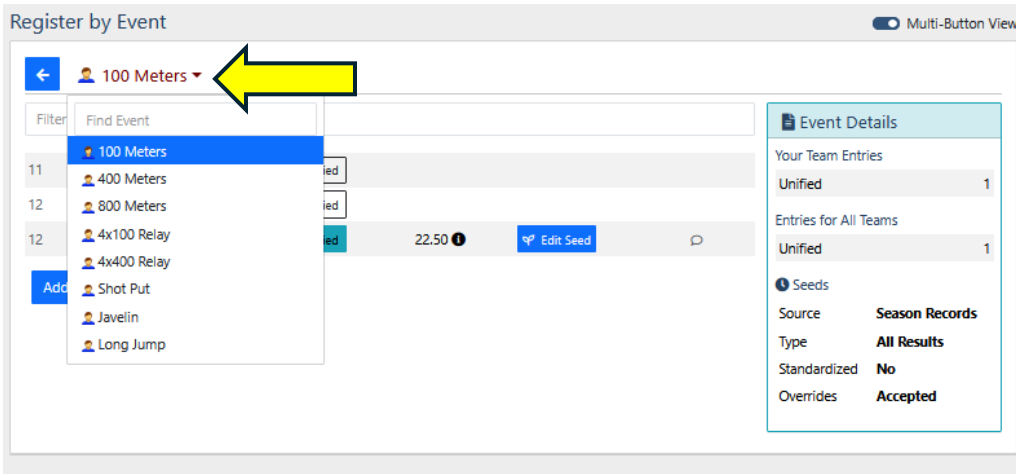 Register by Event
Multi-Button View
100 Meters
Filter
Find Event
100 Meters
400 Meters
800 Meters
4x100 Relay
4x400 Relay
Shot Put
Javelin
Long Jump
11
ied
12
ied
12
ied
22.50
Edit Seed
Add
Event Details
Your Team Entries
Unified 1
Entries for All Teams
Unified 1
Seeds
Source Season Records
Type All Results
Standardized No
Overrides Accepted